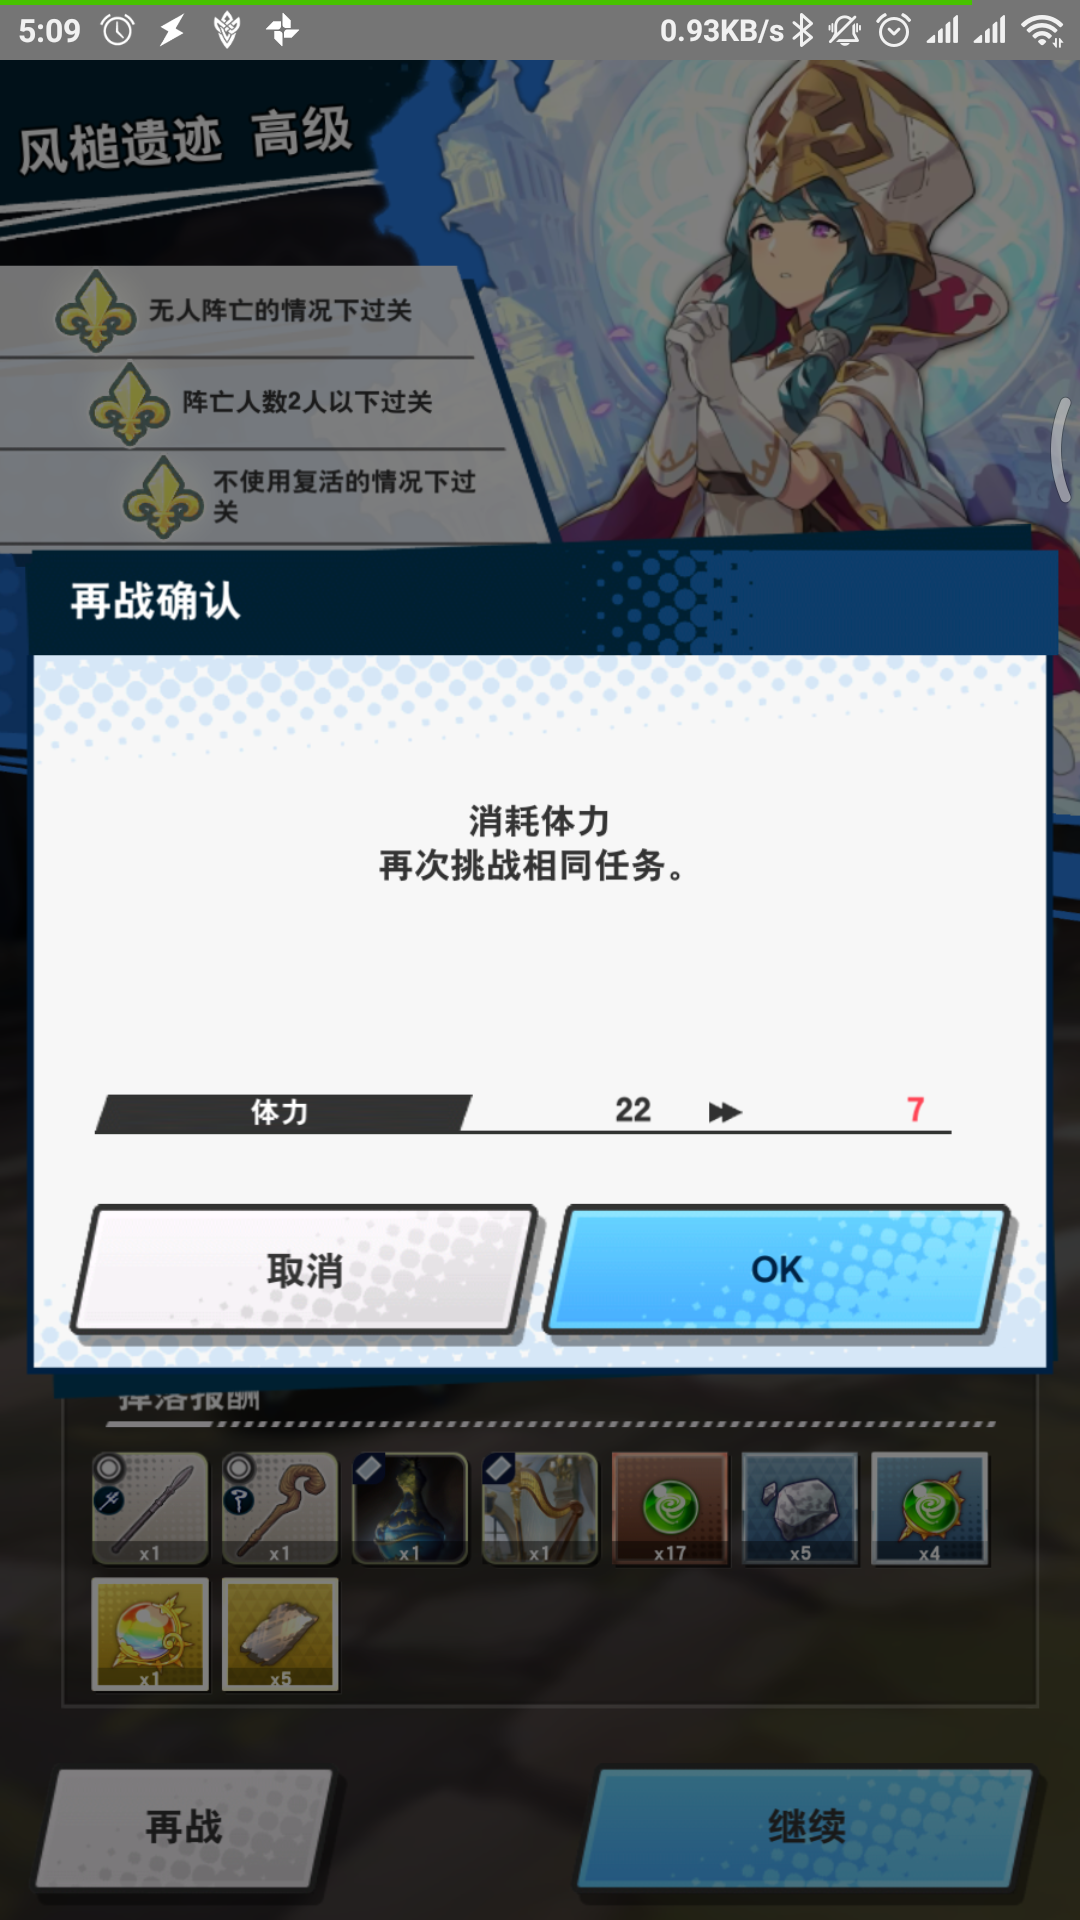 5:09
0.93KB/s
风槌遗迹 高级
无人阵亡的情况下过关
阵亡人数2人以下过关
不使用复活的情况下过
关
再战确认
消耗体力
再次挑战相同任务。
体力 22 7
取消 OK
掉落报酬
x1 x1 x1 x1 x17 x5 x4
x1 x5
再战 继续